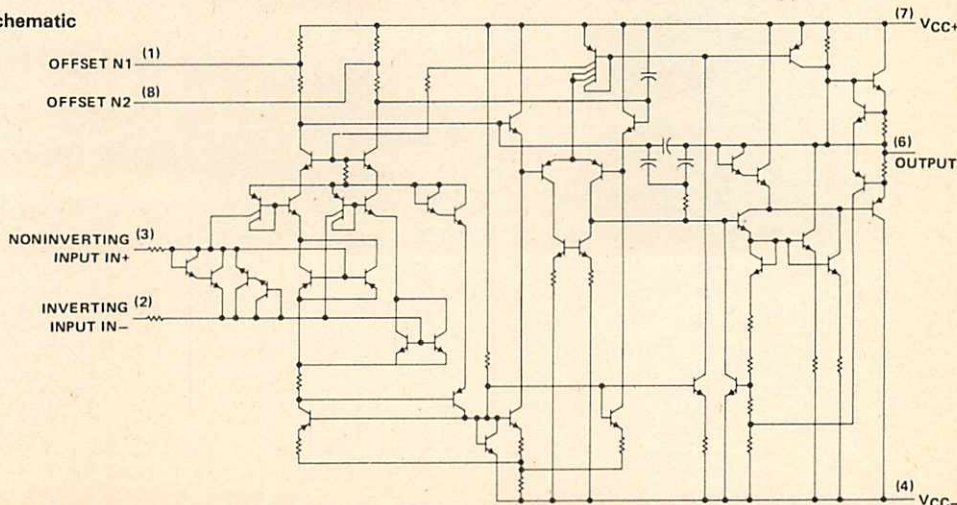 chematic
(7) VCC+
OFFSET N1 (1)
OFFSET N2 (8)
(6)
OUTPUT
NONINVERTING (3)
INPUT IN+
INVERTING (2)
INPUT IN−
(4) VCC−